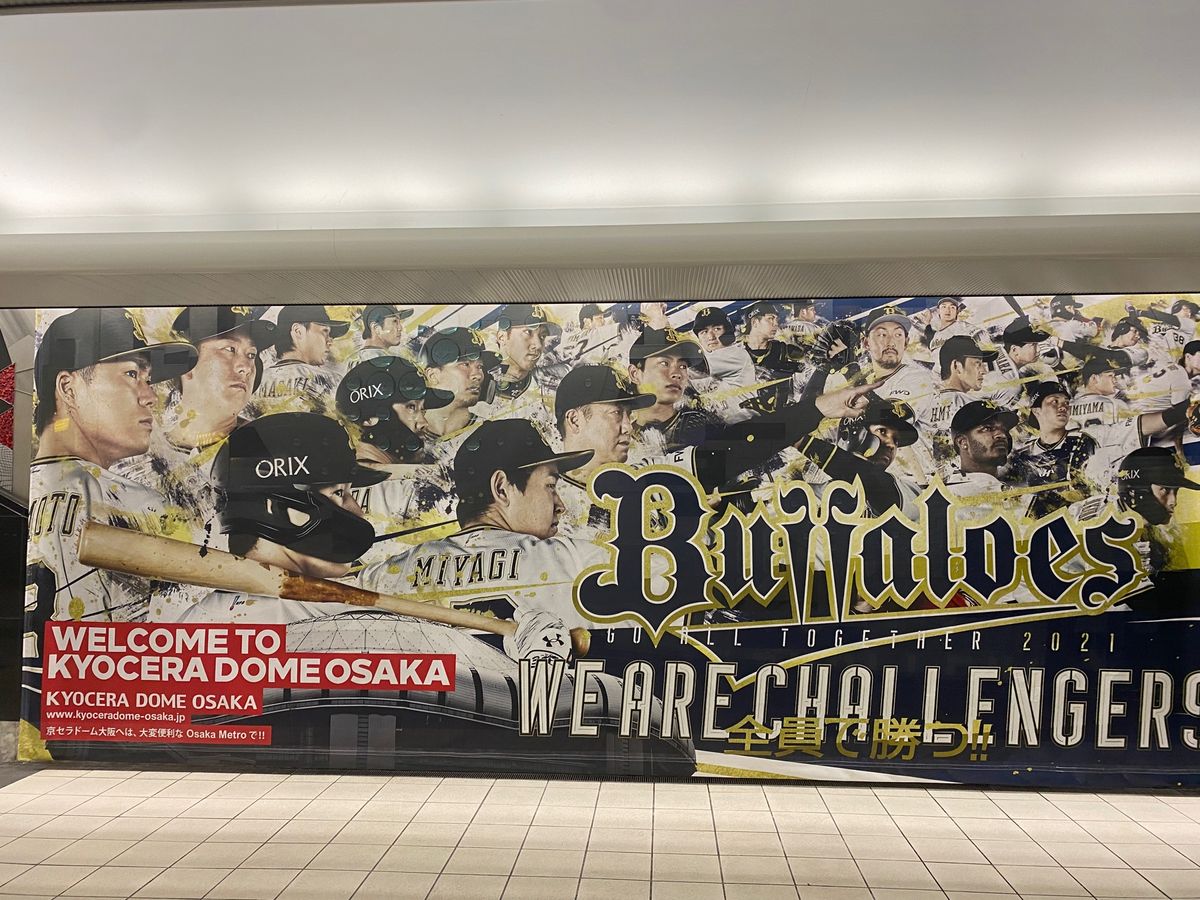 ORIX
ORIX
MIYAGI
Buffaloes
GO ALL TOGETHER 2021
WE ARE CHALLENGERS
全員で勝つ!!
WELCOME TO
KYOCERA DOME OSAKA
KYOCERA DOME OSAKA
www.kyoceradome-osaka.jp
京セラドーム大阪へは、大変便利な Osaka Metro で!!
ORIX